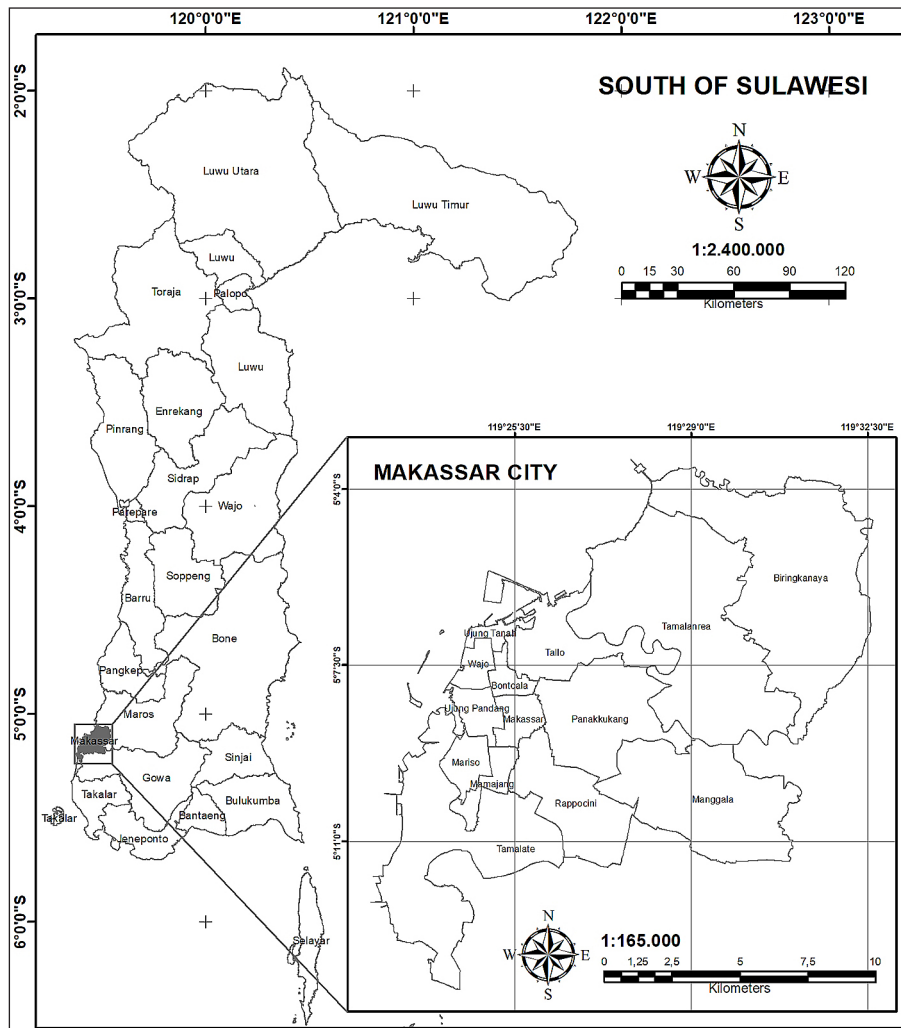 120°0'0"E 121°0'0"E 122°0'0"E 123°0'0"E
2°0'0"S
3°0'0"S
4°0'0"S
5°0'0"S
6°0'0"S
SOUTH OF SULAWESI
N
W E
S
1:2.400.000
0 15 30 60 90 120
Kilometers
Luwu Utara
Luwu Timur
Luwu
Toraja
Palopo
Luwu
Enrekang
Pinrang
Sidrap
Wajo
Parepare
Soppeng
Barru
Bone
Pangkep
Maros
Makassar
Sinjai
Gowa
Takalar
Bulukumba
Bantaeng
Takalar
Jeneponto
Selayar
119°25'30"E 119°29'0"E 119°32'30"E
MAKASSAR CITY
5°4'0"S
5°7'30"S
5°11'0"S
Biringkanaya
Tamalanrea
Ujung Tanah
Tallo
Wajo
Bontoala
Ujung Pandang
Makassar
Panakkukang
Mariso
Mamajang
Rappocini
Manggala
Tamalate
N
W E
S
1:165.000
0 1,25 2,5 5 7,5 10
Kilometers